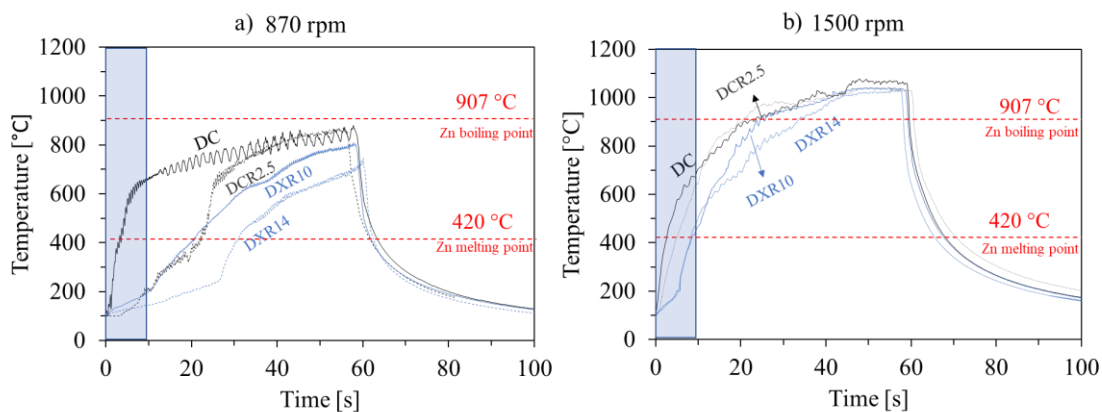 a) 870 rpm
1200
1000
800
600
400
200
0
Temperature [°C]
907 °C
Zn boiling point
DC
DCR2.5
DXR10
DXR14
420 °C
Zn melting point
0
20
40
60
80
100
Time [s]
b) 1500 rpm
1200
1000
800
600
400
200
0
Temperature [°C]
DCR2.5
907 °C
Zn boiling point
DC
DXR14
DXR10
420 °C
Zn melting point
0
20
40
60
80
100
Time [s]